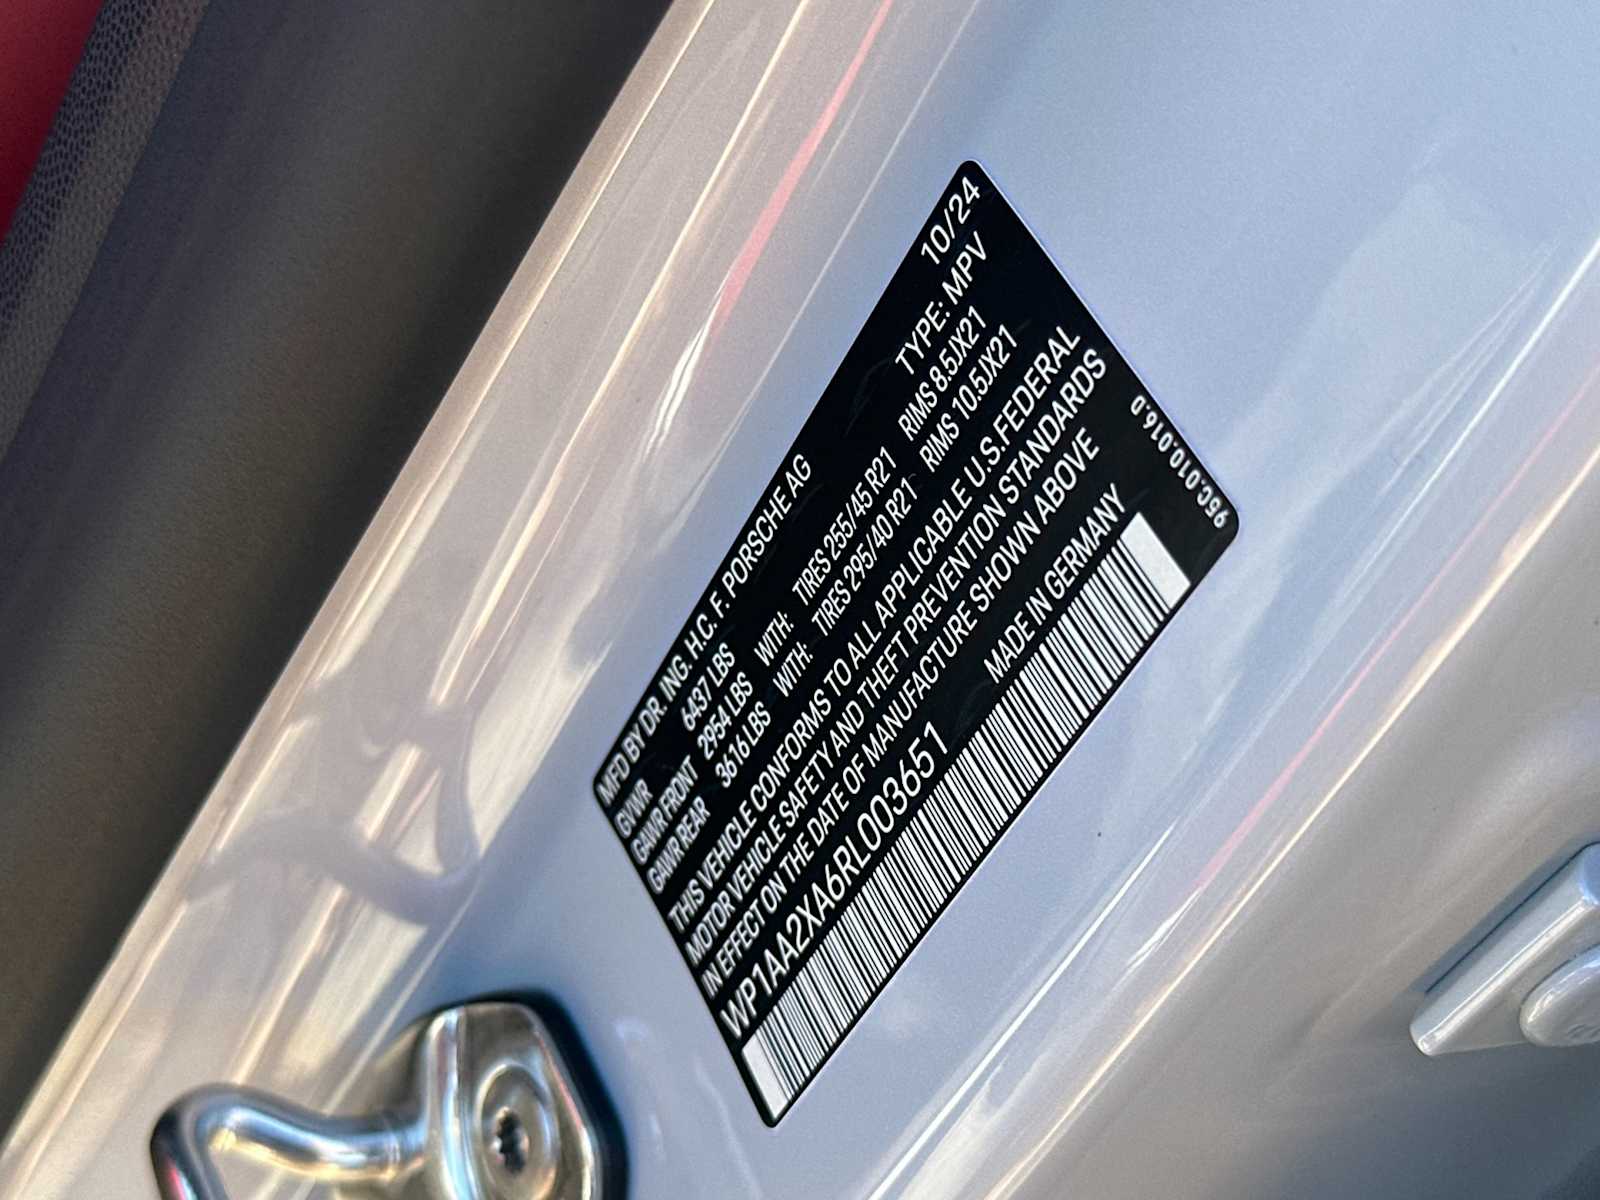 MFD BY DR. ING. H.C. F. PORSCHE AG 10/24
GVWR 6437 LBS TYPE: MPV
GAWR FRONT 2954 LBS WITH: TIRES 255/45 R21 RIMS 8.5JX21
GAWR REAR 3616 LBS WITH: TIRES 295/40 R21 RIMS 10.5JX21
THIS VEHICLE CONFORMS TO ALL APPLICABLE U.S.FEDERAL
MOTOR VEHICLE SAFETY AND THEFT PREVENTION STANDARDS
IN EFFECT ON THE DATE OF MANUFACTURE SHOWN ABOVE
WP1AA2XA6RL003651 MADE IN GERMANY
95C.010.016.D